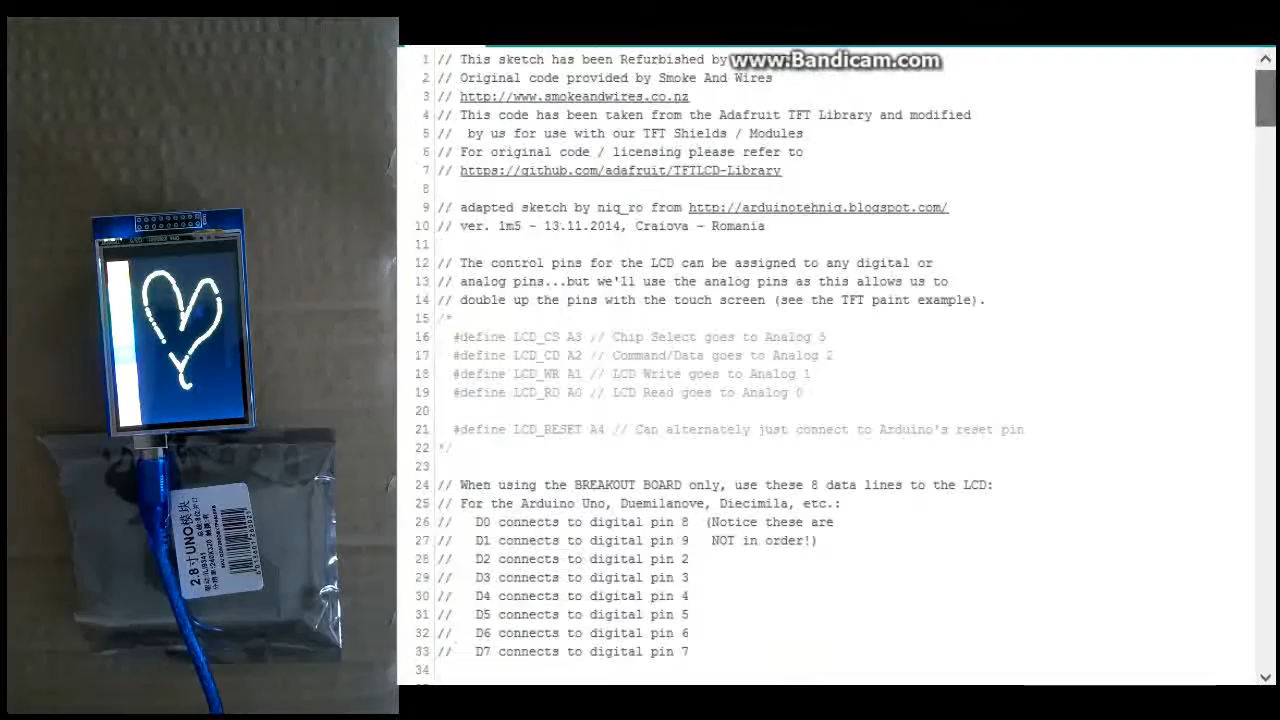 www.Bandicam.com
1 // This sketch has been Refurbished by
2 // Original code provided by Smoke And Wires
3 // http://www.smokeandwires.co.nz
4 // This code has been taken from the Adafruit TFT Library and modified
5 //  by us for use with our TFT Shields / Modules
6 // For original code / licensing please refer to
7 // https://github.com/adafruit/TFTLCD-Library
8
9 // adapted sketch by niq_ro from http://arduinotehniq.blogspot.com/
10 // ver. 1m5 - 13.11.2014, Craiova - Romania
11
12 // The control pins for the LCD can be assigned to any digital or
13 // analog pins...but we'll use the analog pins as this allows us to
14 // double up the pins with the touch screen (see the TFT paint example).
15 /*
16 #define LCD_CS A3 // Chip Select goes to Analog 3
17 #define LCD_CD A2 // Command/Data goes to Analog 2
18 #define LCD_WR A1 // LCD Write goes to Analog 1
19 #define LCD_RD A0 // LCD Read goes to Analog 0
20
21 #define LCD_RESET A4 // Can alternately just connect to Arduino's reset pin
22 */
23
24 // When using the BREAKOUT BOARD only, use these 8 data lines to the LCD:
25 // For the Arduino Uno, Duemilanove, Diecimila, etc.:
26 //   D0 connects to digital pin 8  (Notice these are
27 //   D1 connects to digital pin 9   NOT in order!)
28 //   D2 connects to digital pin 2
29 //   D3 connects to digital pin 3
30 //   D4 connects to digital pin 4
31 //   D5 connects to digital pin 5
32 //   D6 connects to digital pin 6
33 //   D7 connects to digital pin 7
34
2.8寸UNO模块